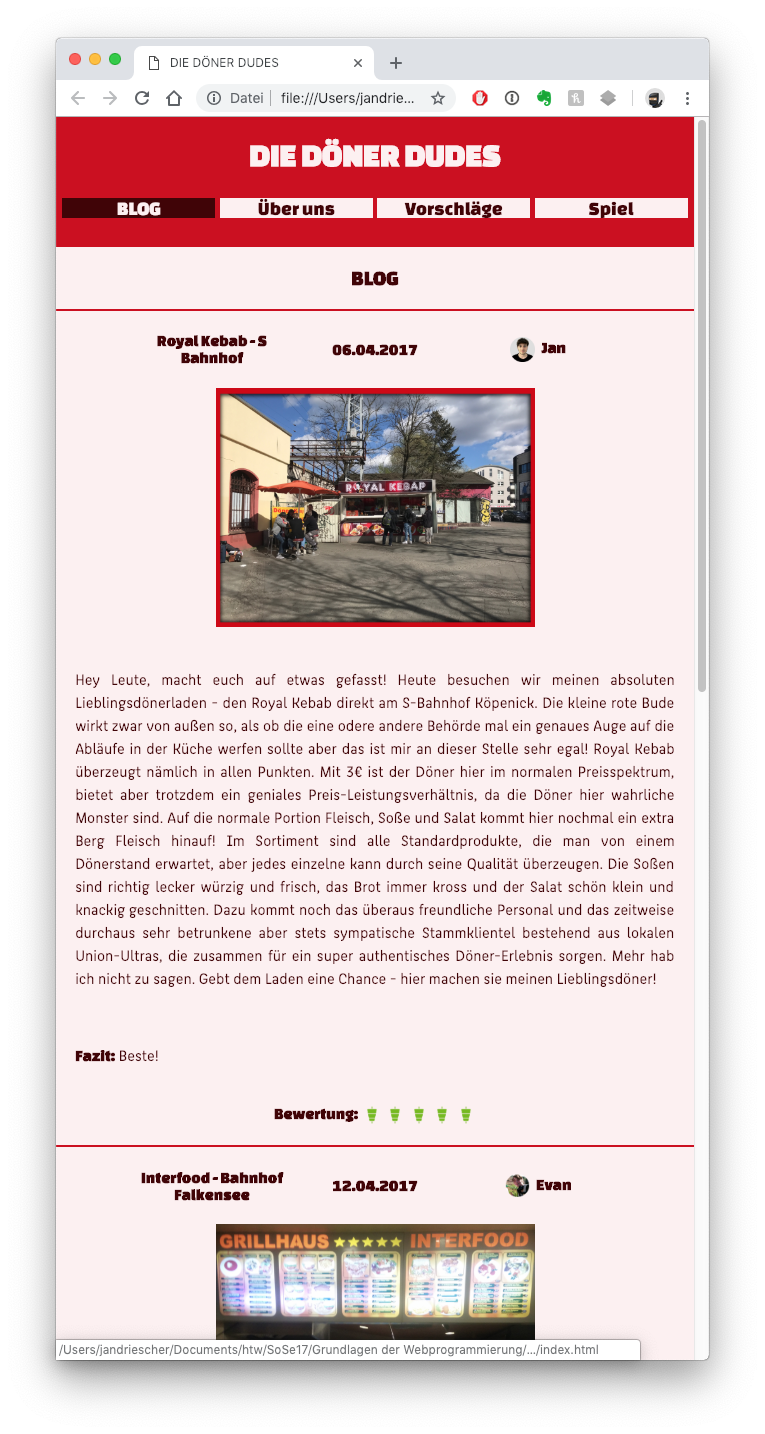 DIE DÖNER DUDES
Datei file:///Users/jandrie...
DIE DÖNER DUDES
BLOG Über uns Vorschläge Spiel
BLOG
Royal Kebab - S
Bahnhof
06.04.2017
Jan
ROYAL KEBAP
Hey Leute, macht euch auf etwas gefasst! Heute besuchen wir meinen absoluten
Lieblingsdönerladen - den Royal Kebab direkt am S-Bahnhof Köpenick. Die kleine rote Bude
wirkt zwar von außen so, als ob die eine odere andere Behörde mal ein genaues Auge auf die
Abläufe in der Küche werfen sollte aber das ist mir an dieser Stelle sehr egal! Royal Kebab
überzeugt nämlich in allen Punkten. Mit 3€ ist der Döner hier im normalen Preisspektrum,
bietet aber trotzdem ein geniales Preis-Leistungsverhältnis, da die Döner hier wahrliche
Monster sind. Auf die normale Portion Fleisch, Soße und Salat kommt hier nochmal ein extra
Berg Fleisch hinauf! Im Sortiment sind alle Standardprodukte, die man von einem
Dönerstand erwartet, aber jedes einzelne kann durch seine Qualität überzeugen. Die Soßen
sind richtig lecker würzig und frisch, das Brot immer kross und der Salat schön klein und
knackig geschnitten. Dazu kommt noch das überaus freundliche Personal und das zeitweise
durchaus sehr betrunkene aber stets sympatische Stammklientel bestehend aus lokalen
Union-Ultras, die zusammen für ein super authentisches Döner-Erlebnis sorgen. Mehr hab
ich nicht zu sagen. Gebt dem Laden eine Chance - hier machen sie meinen Lieblingsdöner!
Fazit: Beste!
Bewertung:
Interfood - Bahnhof
Falkensee
12.04.2017
Evan
GRILLHAUS INTERFOOD
/Users/jandriescher/Documents/htw/SoSe17/Grundlagen der Webprogrammierung/.../index.html